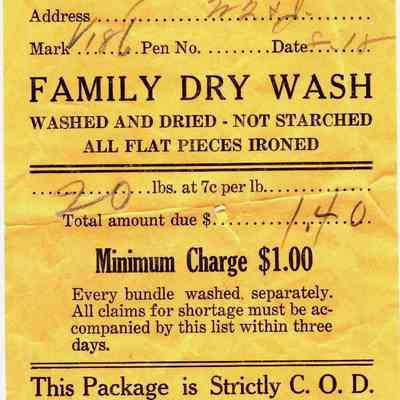 Address
Mark 186 Pen No. Date 8-18
FAMILY DRY WASH
WASHED AND DRIED - NOT STARCHED
ALL FLAT PIECES IRONED
20 lbs. at 7c per lb.
Total amount due $ 1,40
Minimum Charge $1.00
Every bundle washed separately.
All claims for shortage must be ac-
companied by this list within three
days.
This Package is Strictly C. O. D.